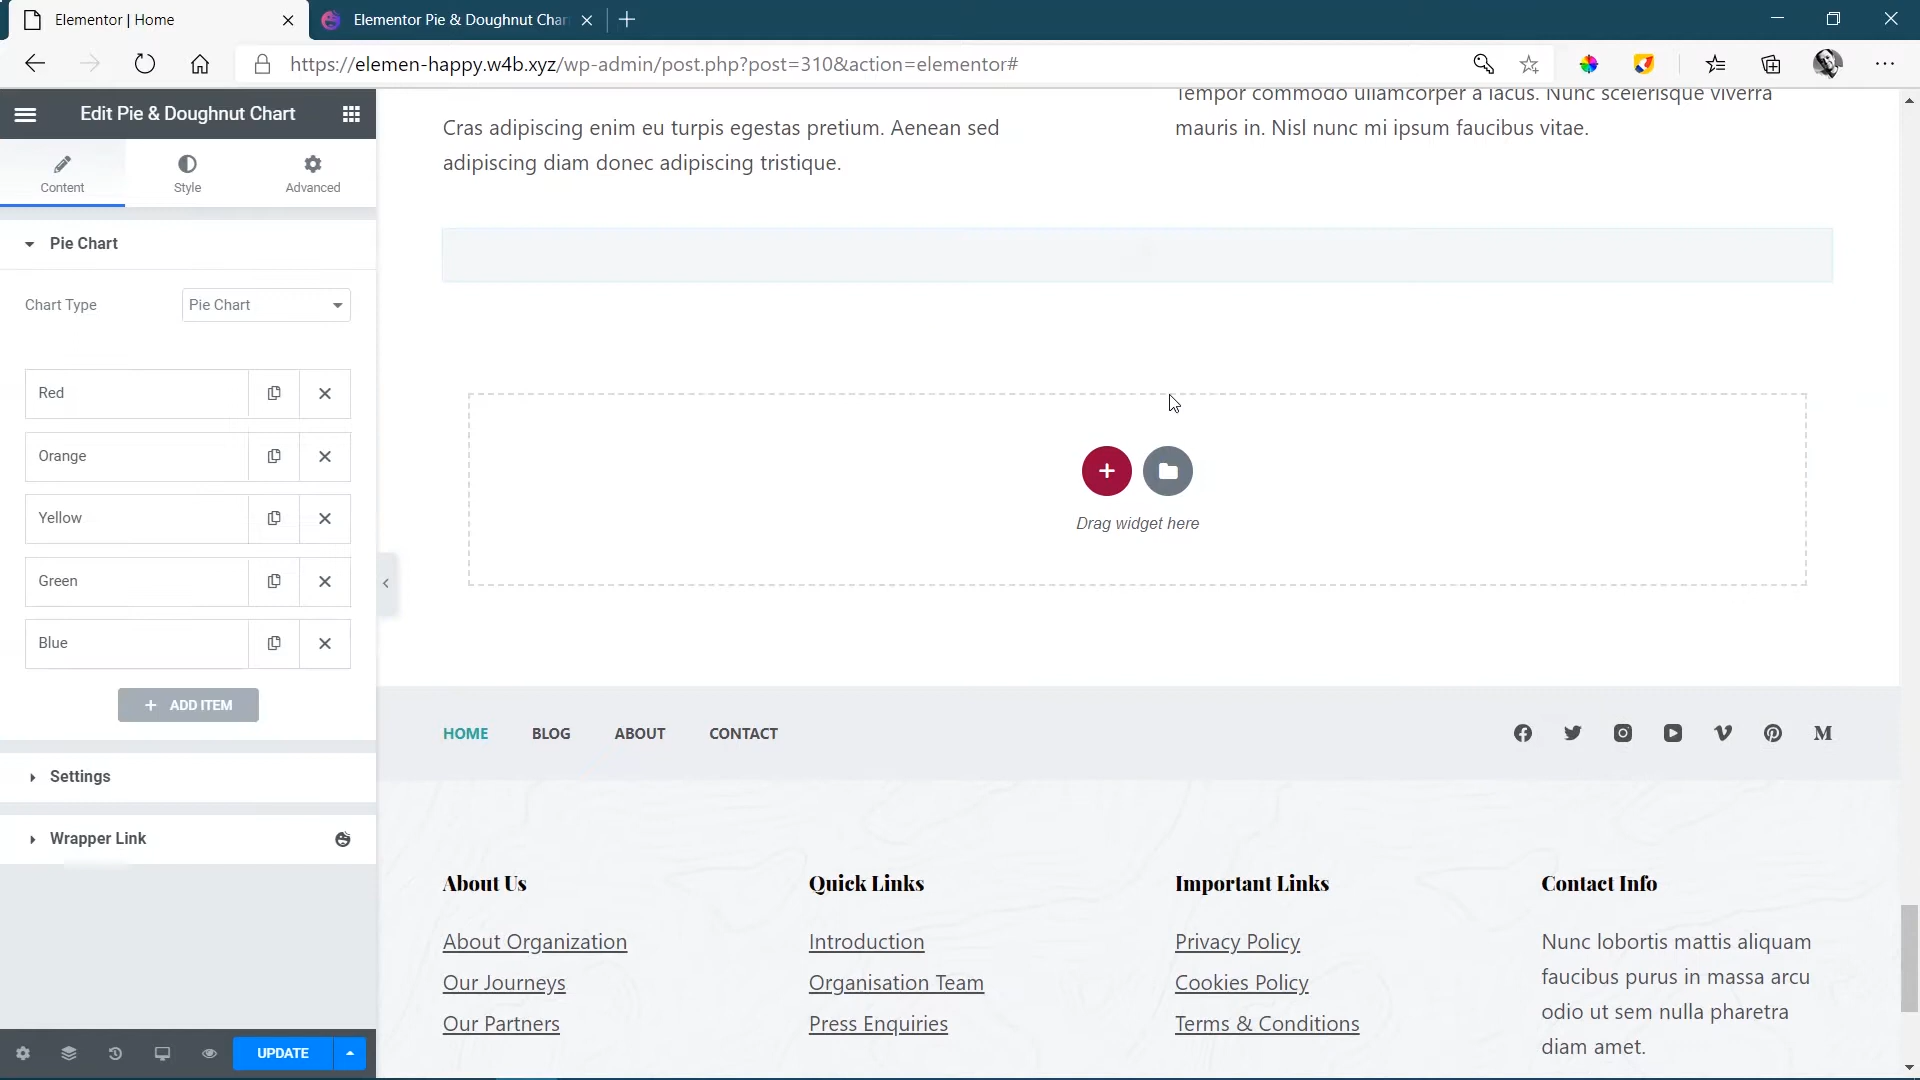 Elementor | Home
Elementor Pie & Doughnut Char
https://elemen-happy.w4b.xyz/wp-admin/post.php?post=310&action=elementor#
Edit Pie & Doughnut Chart
Content
Style
Advanced
Pie Chart
Chart Type
Pie Chart
Red
Orange
Yellow
Green
Blue
+ ADD ITEM
Settings
Wrapper Link
UPDATE
Cras adipiscing enim eu turpis egestas pretium. Aenean sed
adipiscing diam donec adipiscing tristique.
Tempor commodo ullamcorper a lacus. Nunc scelerisque viverra
mauris in. Nisl nunc mi ipsum faucibus vitae.
Drag widget here
HOME
BLOG
ABOUT
CONTACT
About Us
About Organization
Our Journeys
Our Partners
Quick Links
Introduction
Organisation Team
Press Enquiries
Important Links
Privacy Policy
Cookies Policy
Terms & Conditions
Contact Info
Nunc lobortis mattis aliquam
faucibus purus in massa arcu
odio ut sem nulla pharetra
diam amet.